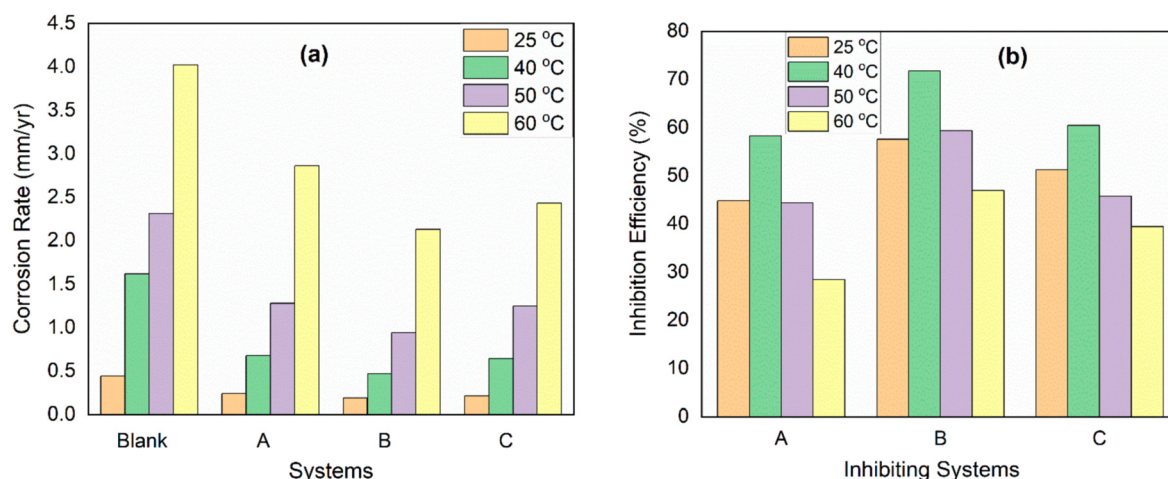 (a)
25 °C
40 °C
50 °C
60 °C
Corrosion Rate (mm/yr)
4.5
4.0
3.5
3.0
2.5
2.0
1.5
1.0
0.5
0.0
Blank A B C
Systems
(b)
25 °C
40 °C
50 °C
60 °C
Inhibition Efficiency (%)
80
70
60
50
40
30
20
10
0
A B C
Inhibiting Systems